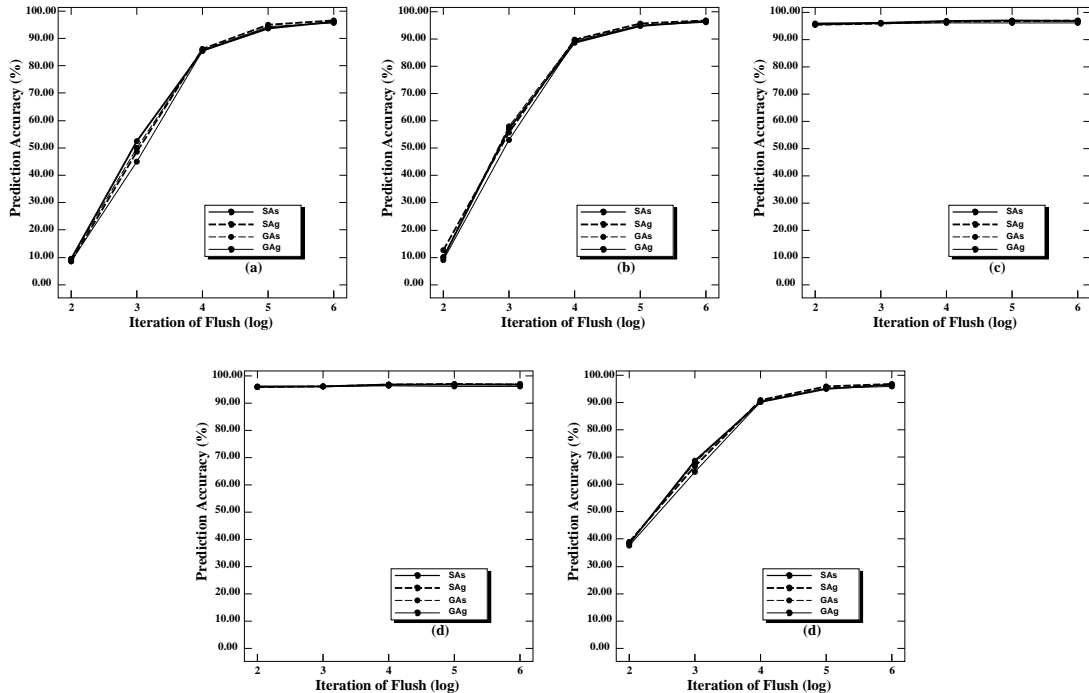 Prediction Accuracy (%)
100.00
90.00
80.00
70.00
60.00
50.00
40.00
30.00
20.00
10.00
0.00
SAs
SAg
GAs
GAg
(a)
2 3 4 5 6
Iteration of Flush (log)
Prediction Accuracy (%)
100.00
90.00
80.00
70.00
60.00
50.00
40.00
30.00
20.00
10.00
0.00
SAs
SAg
GAs
GAg
(b)
2 3 4 5 6
Iteration of Flush (log)
Prediction Accuracy (%)
100.00
90.00
80.00
70.00
60.00
50.00
40.00
30.00
20.00
10.00
0.00
SAs
SAg
GAs
GAg
(c)
2 3 4 5 6
Iteration of Flush (log)
Prediction Accuracy (%)
100.00
90.00
80.00
70.00
60.00
50.00
40.00
30.00
20.00
10.00
0.00
SAs
SAg
GAs
GAg
(d)
2 3 4 5 6
Iteration of Flush (log)
Prediction Accuracy (%)
100.00
90.00
80.00
70.00
60.00
50.00
40.00
30.00
20.00
10.00
0.00
SAs
SAg
GAs
GAg
(d)
2 3 4 5 6
Iteration of Flush (log)